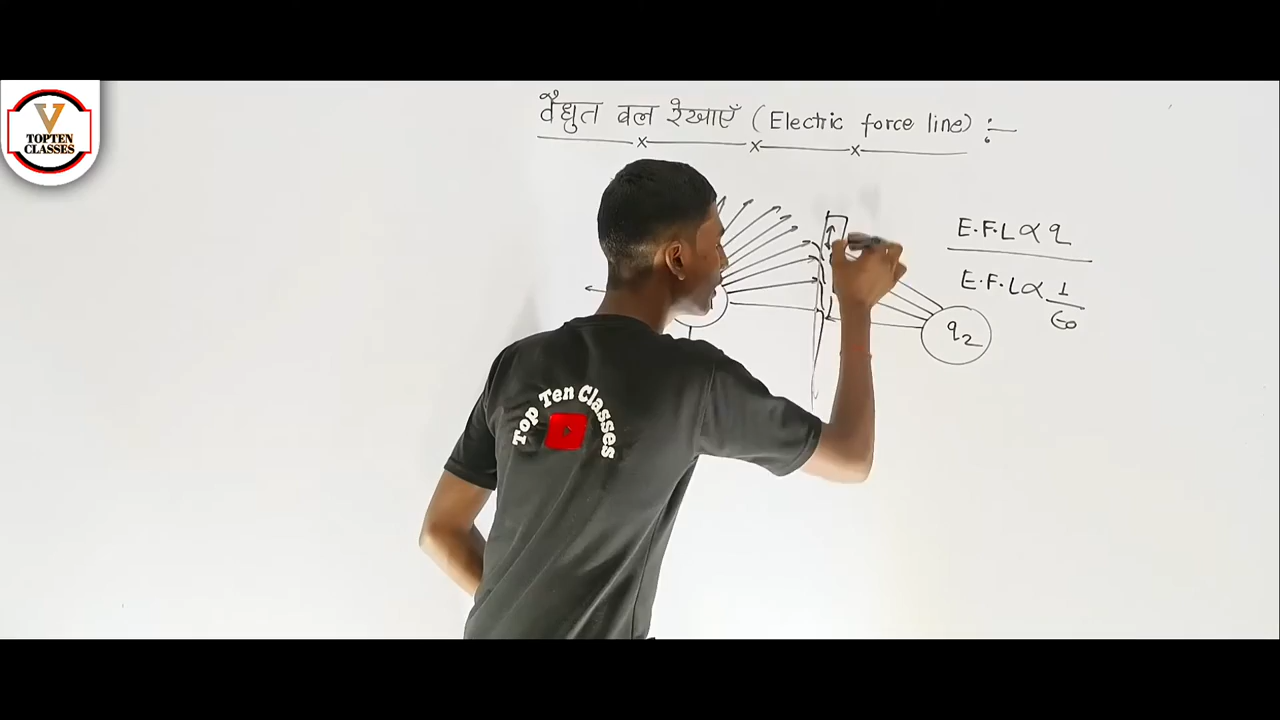 V
TOPTEN
CLASSES
वैद्युत बल रेखाएँ (Electric force line) :-
E.F.L ∝ q
E.F.L ∝ 1/ϵ0
q2
Top Ten Classes